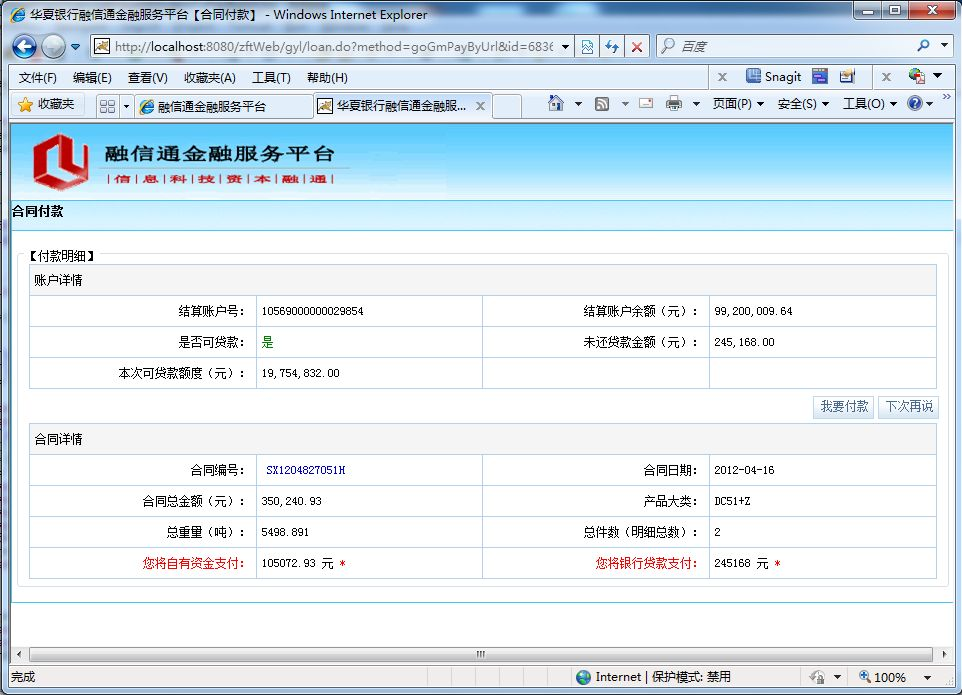 华夏银行融信通金融服务平台【合同付款】 - Windows Internet Explorer
http://localhost:8080/zftWeb/gyl/loan.do?method=goGmPayByUrl&id=6836
百度
文件(F) 编辑(E) 查看(V) 收藏夹(A) 工具(T) 帮助(H)
Snagit
收藏夹 融信通金融服务平台 华夏银行融信通金融服... 页面(P) 安全(S) 工具(O)
融信通金融服务平台
|信|息|科|技|资|本|融|通|
合同付款
【付款明细】
账户详情
结算账户号： 10569000000029854 结算账户余额（元）： 99,200,009.64
是否可贷款： 是 未还贷款金额（元）： 245,168.00
本次可贷款额度（元）： 19,754,832.00
我要付款 下次再说
合同详情
合同编号： SX1204827051H 合同日期： 2012-04-16
合同总金额（元）： 350,240.93 产品大类： DC51+Z
总重量（吨）： 5498.891 总件数（明细总数）： 2
您将自有资金支付： 105072.93 元 * 您将银行贷款支付： 245168 元 *
完成 Internet | 保护模式: 禁用 100%